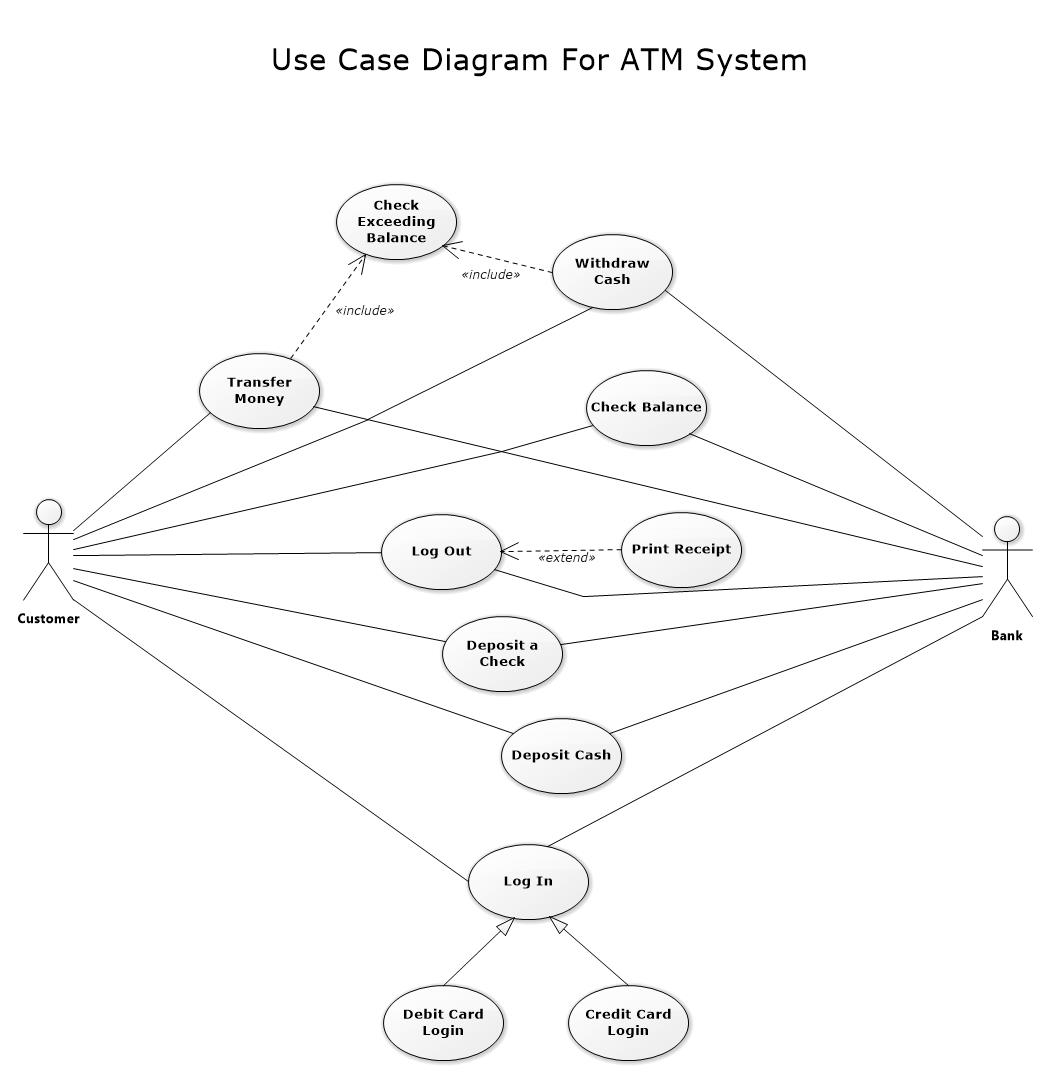 Use Case Diagram For ATM System
Check
Exceeding
Balance
Withdraw
Cash
«include»
«include»
Transfer
Money
Check Balance
Log Out
Print Receipt
«extend»
Customer
Bank
Deposit a
Check
Deposit Cash
Log In
Debit Card
Login
Credit Card
Login